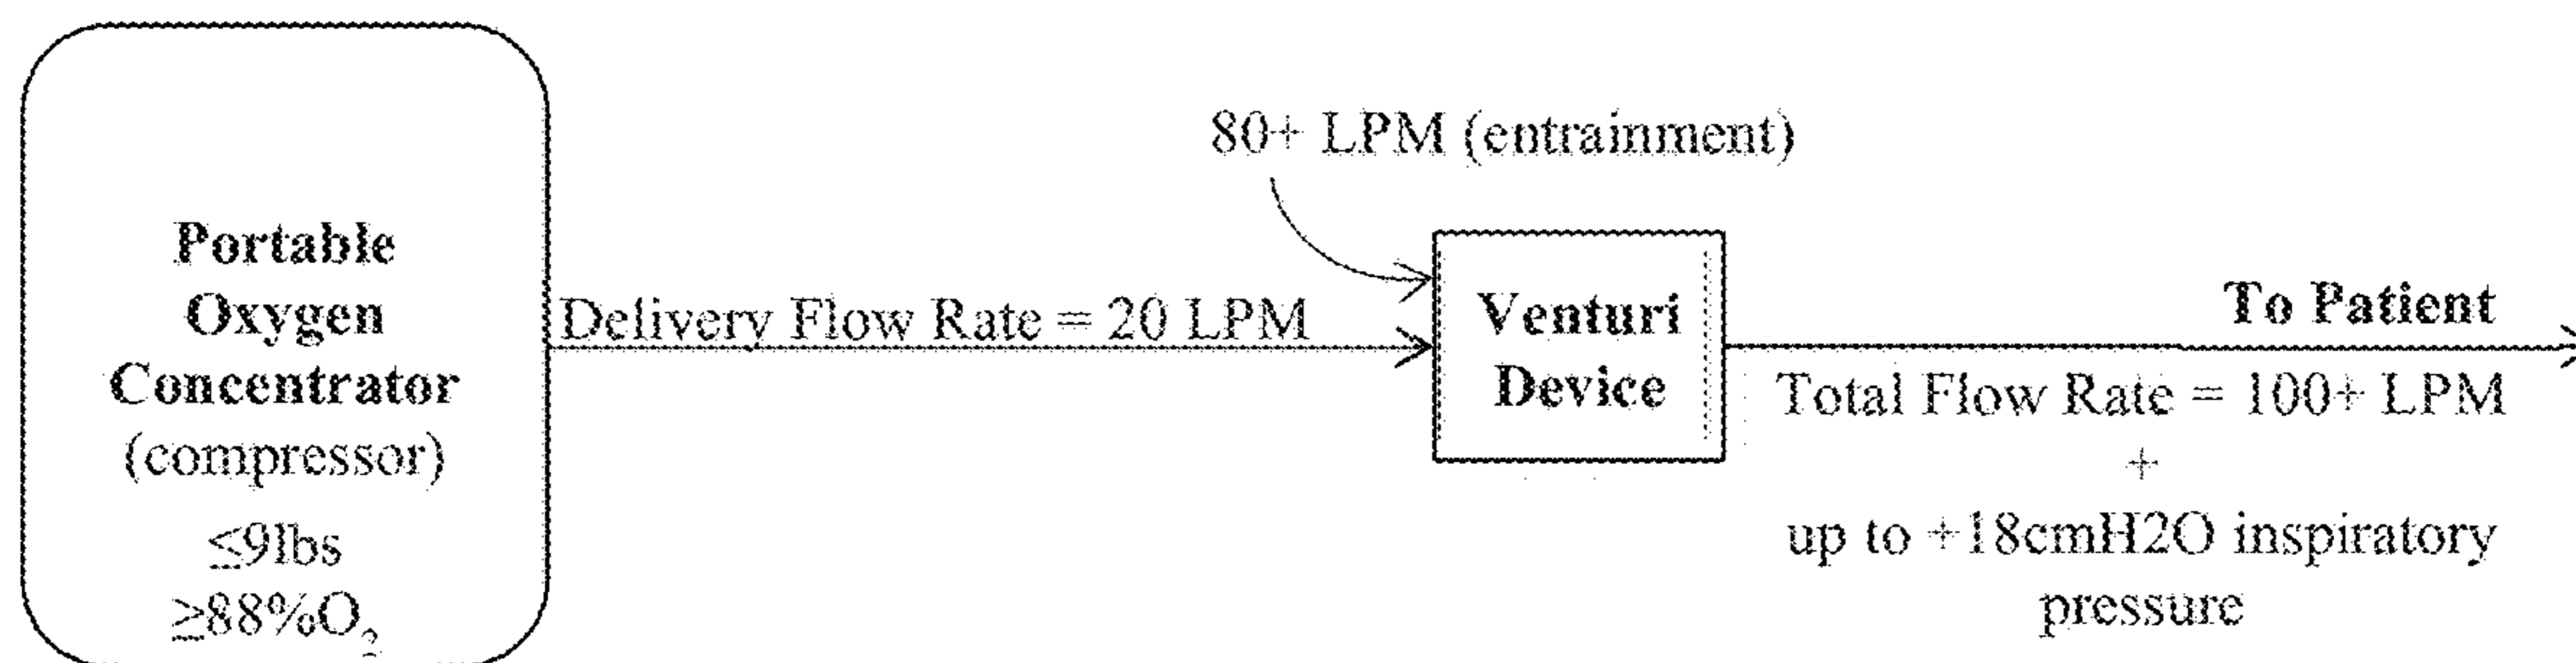 Portable
Oxygen
Concentrator
(compressor)
≤9lbs
≥88%O₂
Delivery Flow Rate = 20 LPM
80+ LPM (entrainment)
Venturi
Device
To Patient
Total Flow Rate = 100+ LPM
+
up to +18cmH2O inspiratory
pressure